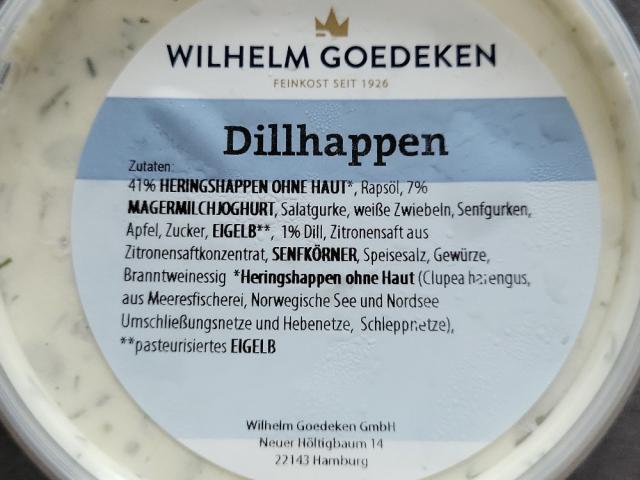 WILHELM GOEDEKEN
FEINKOST SEIT 1926
Dillhappen
Zutaten:
41% HERINGSHAPPEN OHNE HAUT*, Rapsöl, 7%
MAGERMILCHJOGHURT, Salatgurke, weiße Zwiebeln, Senfgurken,
Apfel, Zucker, EIGELB**, 1% Dill, Zitronensaft aus
Zitronensaftkonzentrat, SENFKÖRNER, Speisesalz, Gewürze,
Branntweinessig *Heringshappen ohne Haut (Clupea harengus,
aus Meeresfischerei, Norwegische See und Nordsee
Umschließungsnetze und Hebenetze, Schleppnetze),
**pasteurisiertes EIGELB
Wilhelm Goedeken GmbH
Neuer Höltigbaum 14
22143 Hamburg